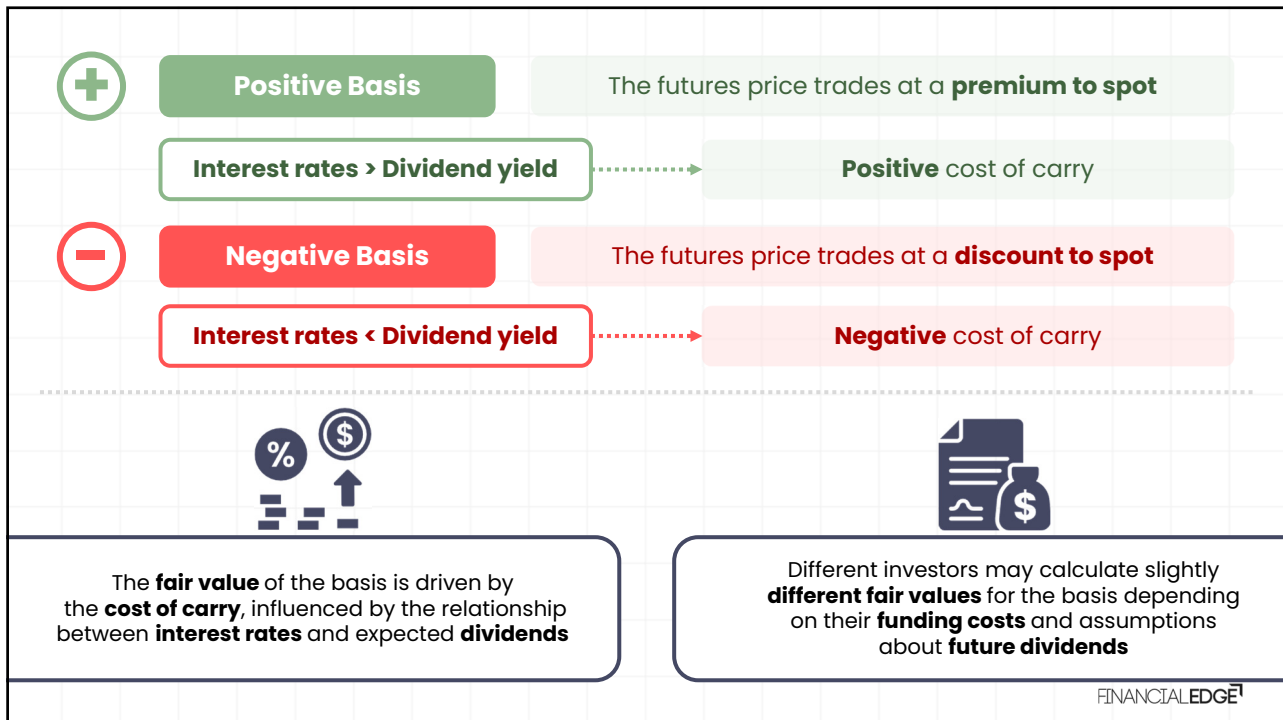 Positive Basis
The futures price trades at a premium to spot
Interest rates > Dividend yield
Positive cost of carry
Negative Basis
The futures price trades at a discount to spot
Interest rates < Dividend yield
Negative cost of carry
%
$
$
The fair value of the basis is driven by
the cost of carry, influenced by the relationship
between interest rates and expected dividends
Different investors may calculate slightly
different fair values for the basis depending
on their funding costs and assumptions
about future dividends
FINANCIALEDGE